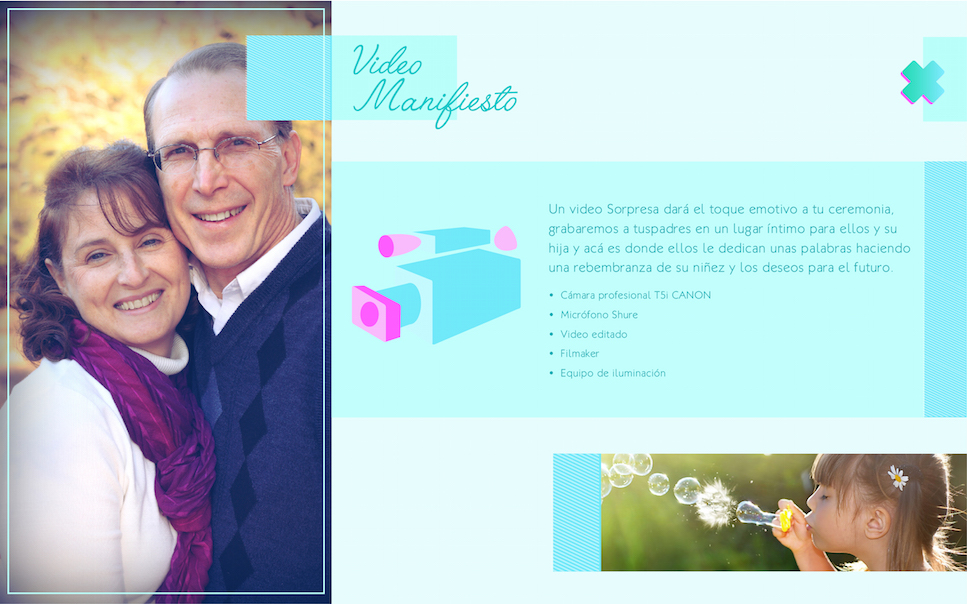 Video
Manifiesto
Un video Sorpresa dará el toque emotivo a tu ceremonia,
grabaremos a tuspadres en un lugar íntimo para ellos y su
hija y acá es donde ellos le dedican unas palabras haciendo
una rebembranza de su niñez y los deseos para el futuro.
• Cámara profesional T5i CANON
• Micrófono Shure
• Video editado
• Filmaker
• Equipo de iluminación